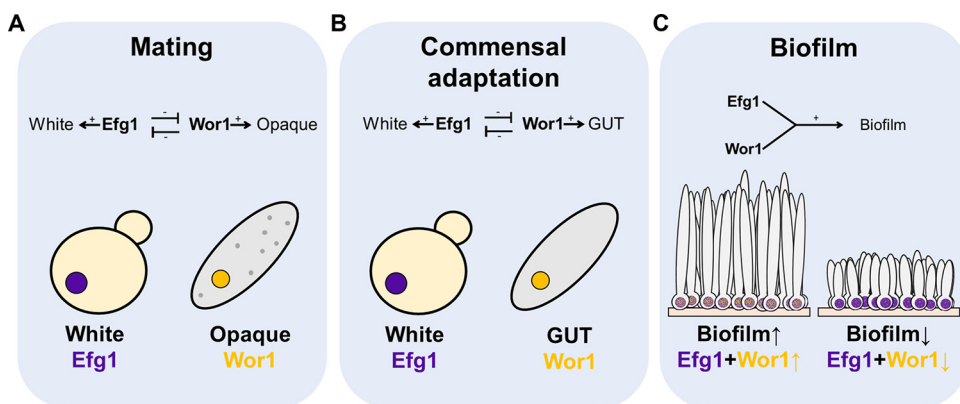 A
Mating
White
+
Efg1
-
-
Wor1
+
Opaque
White
Efg1
Opaque
Wor1
B
Commensal
adaptation
White
+
Efg1
-
-
Wor1
+
GUT
White
Efg1
GUT
Wor1
C
Biofilm
Efg1
Wor1
+
Biofilm
Biofilm↑
Efg1+Wor1↑
Biofilm↓
Efg1+Wor1↓